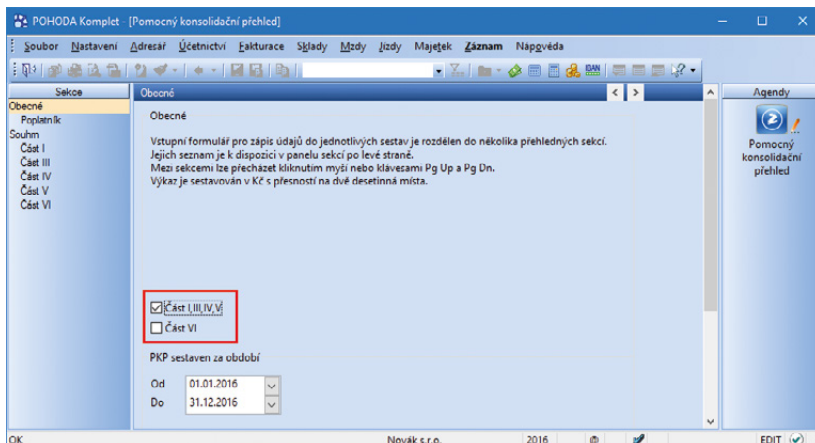 POHODA Komplet - [Pomocný konsolidační přehled]
Soubor Nastavení Adresář Účetnictví Fakturace Sklady Mzdy Jízdy Majetek Záznam Nápověda
IBAN
Sekce
Obecné
Poplatník
Souhrn
Část I
Část III
Část IV
Část V
Část VI
Obecné
Obecné
Vstupní formulář pro zápis údajů do jednotlivých sestav je rozdělen do několika přehledných sekcí.
Jejich seznam je k dispozici v panelu sekcí po levé straně.
Mezi sekcemi lze přecházet kliknutím myší nebo klávesami Pg Up a Pg Dn.
Výkaz je sestavován v Kč s přesností na dvě desetinná místa.
Část I,III,IV,V
Část VI
PKP sestaven za období
Od 01.01.2016
Do 31.12.2016
Agendy
2
Pomocný
konsolidační
přehled
OK Novák s.r.o. 2016 @ EDIT